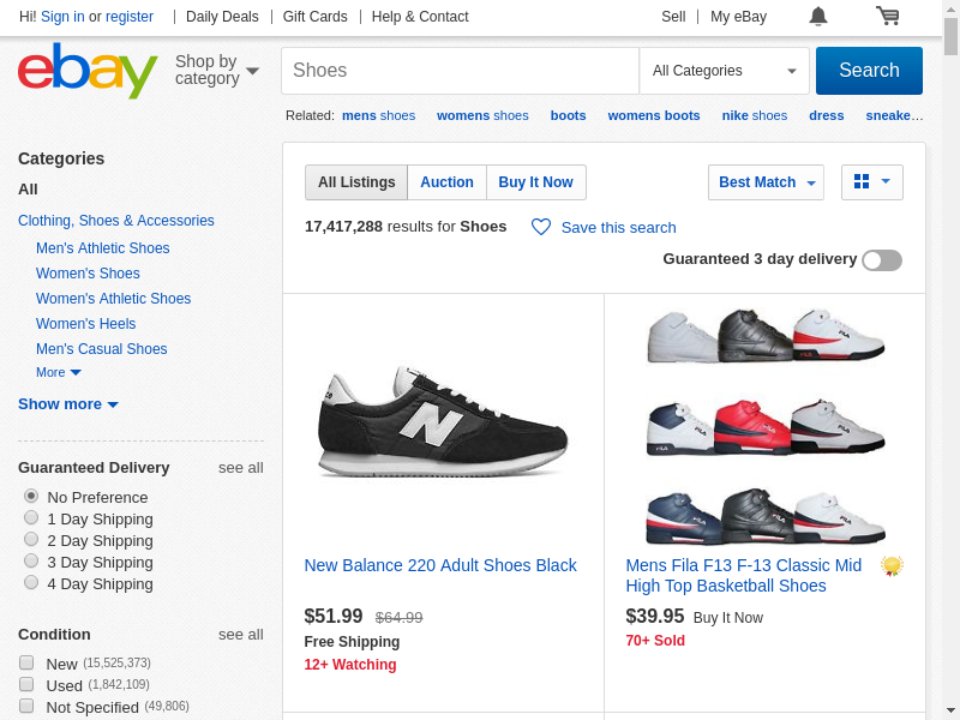 Hi! Sign in or register | Daily Deals | Gift Cards | Help & Contact Sell | My eBay
ebay
Shop by category
Shoes
All Categories
Search
Related: mens shoes womens shoes boots womens boots nike shoes dress sneake…
Categories
All
Clothing, Shoes & Accessories
Men's Athletic Shoes
Women's Shoes
Women's Athletic Shoes
Women's Heels
Men's Casual Shoes
More
Show more
Guaranteed Delivery see all
No Preference
1 Day Shipping
2 Day Shipping
3 Day Shipping
4 Day Shipping
Condition see all
New (15,525,373)
Used (1,842,109)
Not Specified (49,806)
All Listings Auction Buy It Now
Best Match
17,417,288 results for Shoes Save this search
Guaranteed 3 day delivery
N
New Balance 220 Adult Shoes Black
$51.99 $64.99
Free Shipping
12+ Watching
FILA
Mens Fila F13 F-13 Classic Mid
High Top Basketball Shoes
$39.95 Buy It Now
70+ Sold